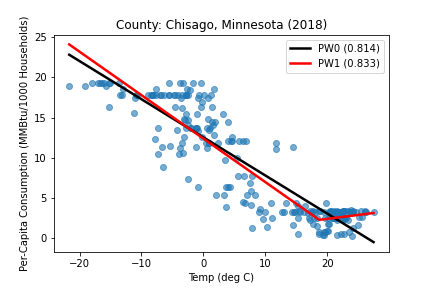 County: Chisago, Minnesota (2018)
PW0 (0.814)
PW1 (0.833)
Per-Capita Consumption (MMBtu/1000 Households)
25
20
15
10
5
0
−20 −10 0 10 20
Temp (deg C)